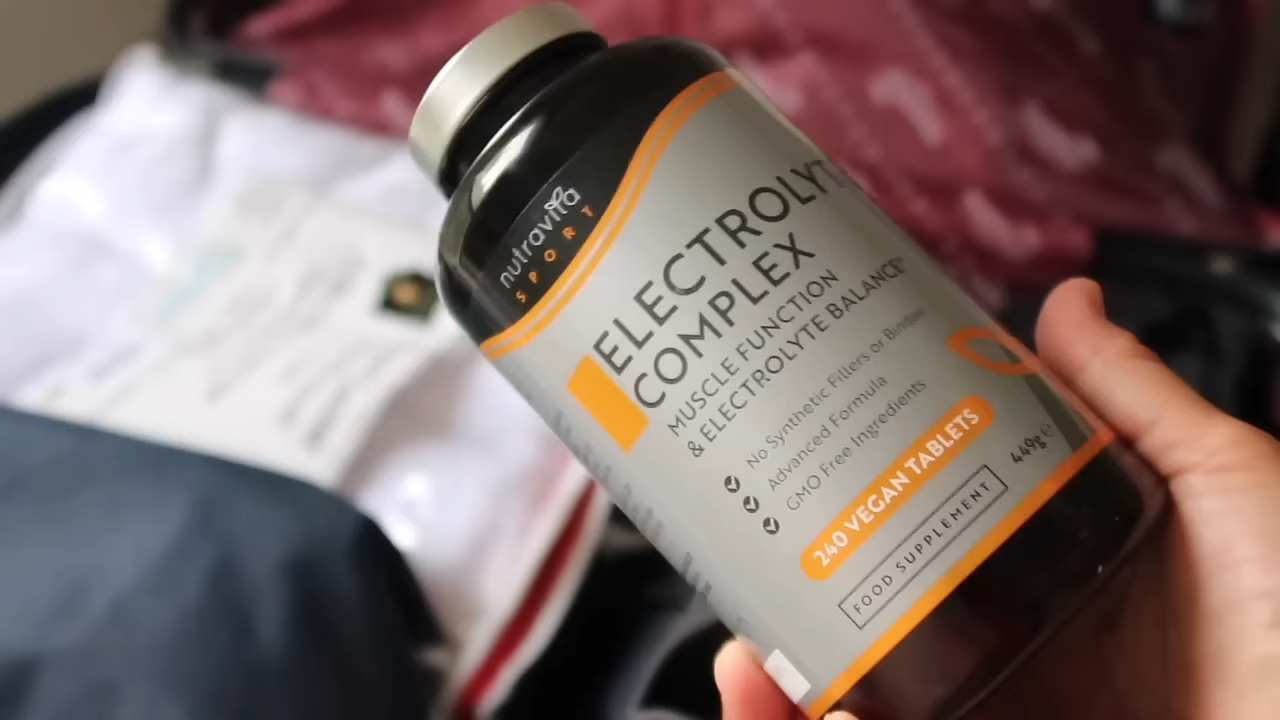 nutravita
SPORT
ELECTROLYT
COMPLEX
MUSCLE FUNCTION
& ELECTROLYTE BALANCE
No Synthetic Fillers or Binders
Advanced Formula
GMO Free Ingredients
240 VEGAN TABLETS
449g e
FOOD SUPPLEMENT